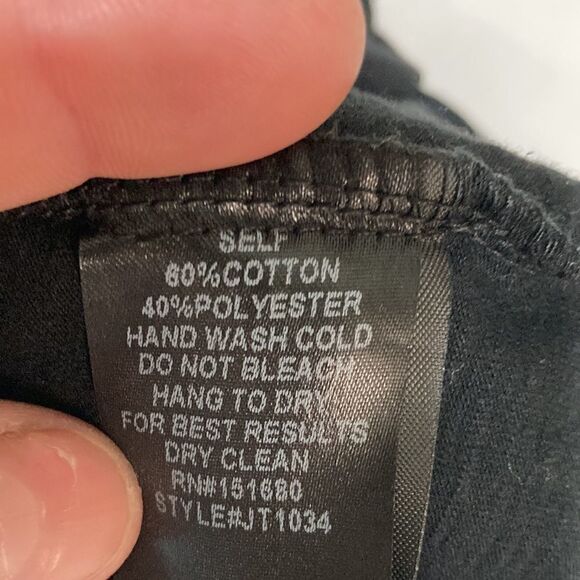 SELF
60%COTTON
40%POLYESTER
HAND WASH COLD
DO NOT BLEACH
HANG TO DRY
FOR BEST RESULTS
DRY CLEAN
RN#151680
STYLE#JT1034